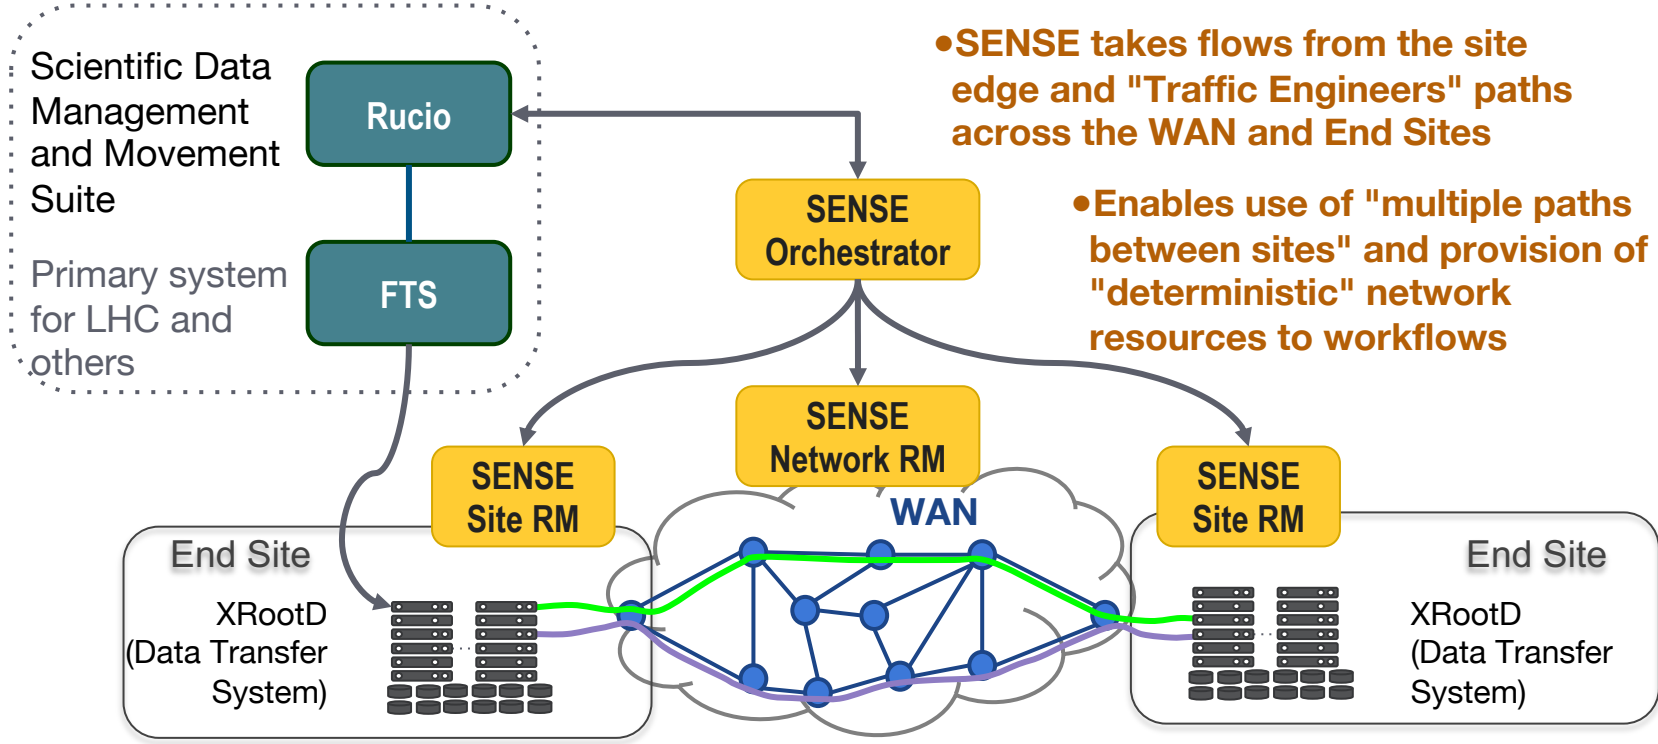 Scientific Data
Management
and Movement
Suite
Primary system
for LHC and
others
Rucio
FTS
•SENSE takes flows from the site
edge and "Traffic Engineers" paths
across the WAN and End Sites
•Enables use of "multiple paths
between sites" and provision of
"deterministic" network
resources to workflows
SENSE
Orchestrator
SENSE
Network RM
SENSE
Site RM
SENSE
Site RM
WAN
End Site
XRootD
(Data Transfer
System)
End Site
XRootD
(Data Transfer
System)